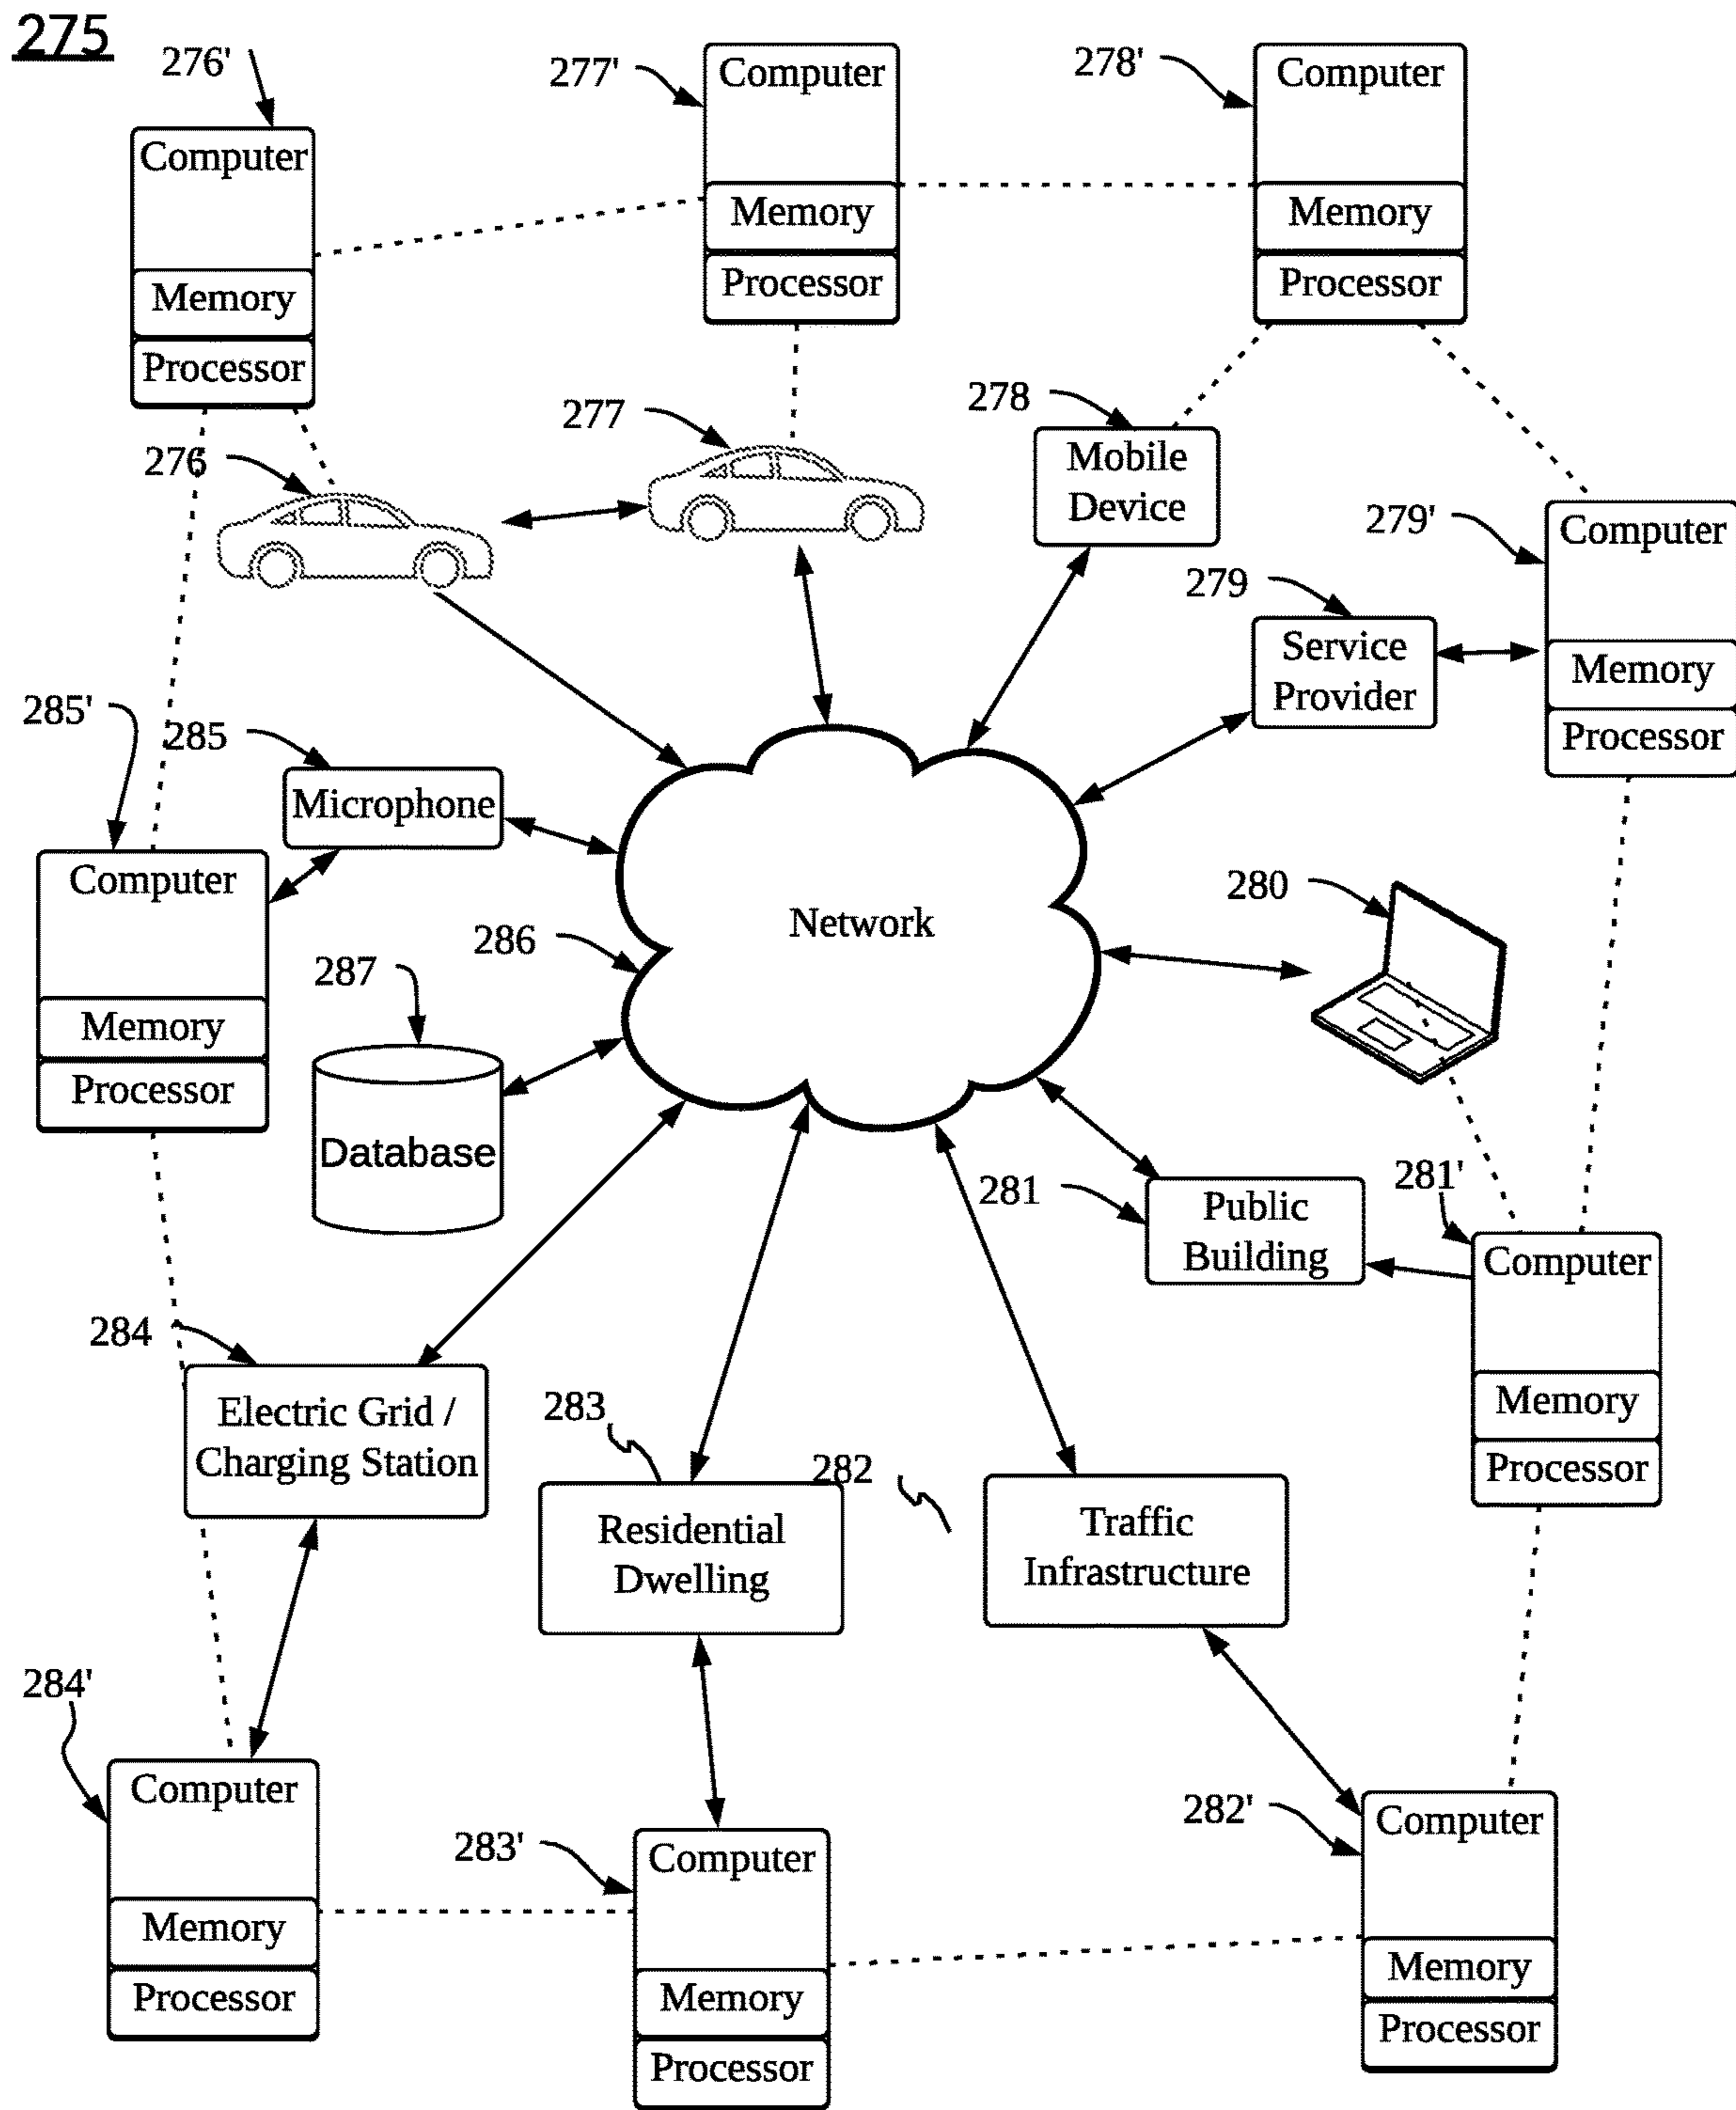 275
276'
277'
278'
Computer
Memory
Processor
Computer
Memory
Processor
Computer
Memory
Processor
276
277
278
Mobile
Device
279'
Computer
Memory
Processor
279
Service
Provider
285'
285
Microphone
Computer
Memory
Processor
Network
286
287
Database
280
281
Public
Building
281'
Computer
Memory
Processor
284
Electric Grid /
Charging Station
283
Residential
Dwelling
282
Traffic
Infrastructure
284'
Computer
Memory
Processor
283'
Computer
Memory
Processor
282'
Computer
Memory
Processor